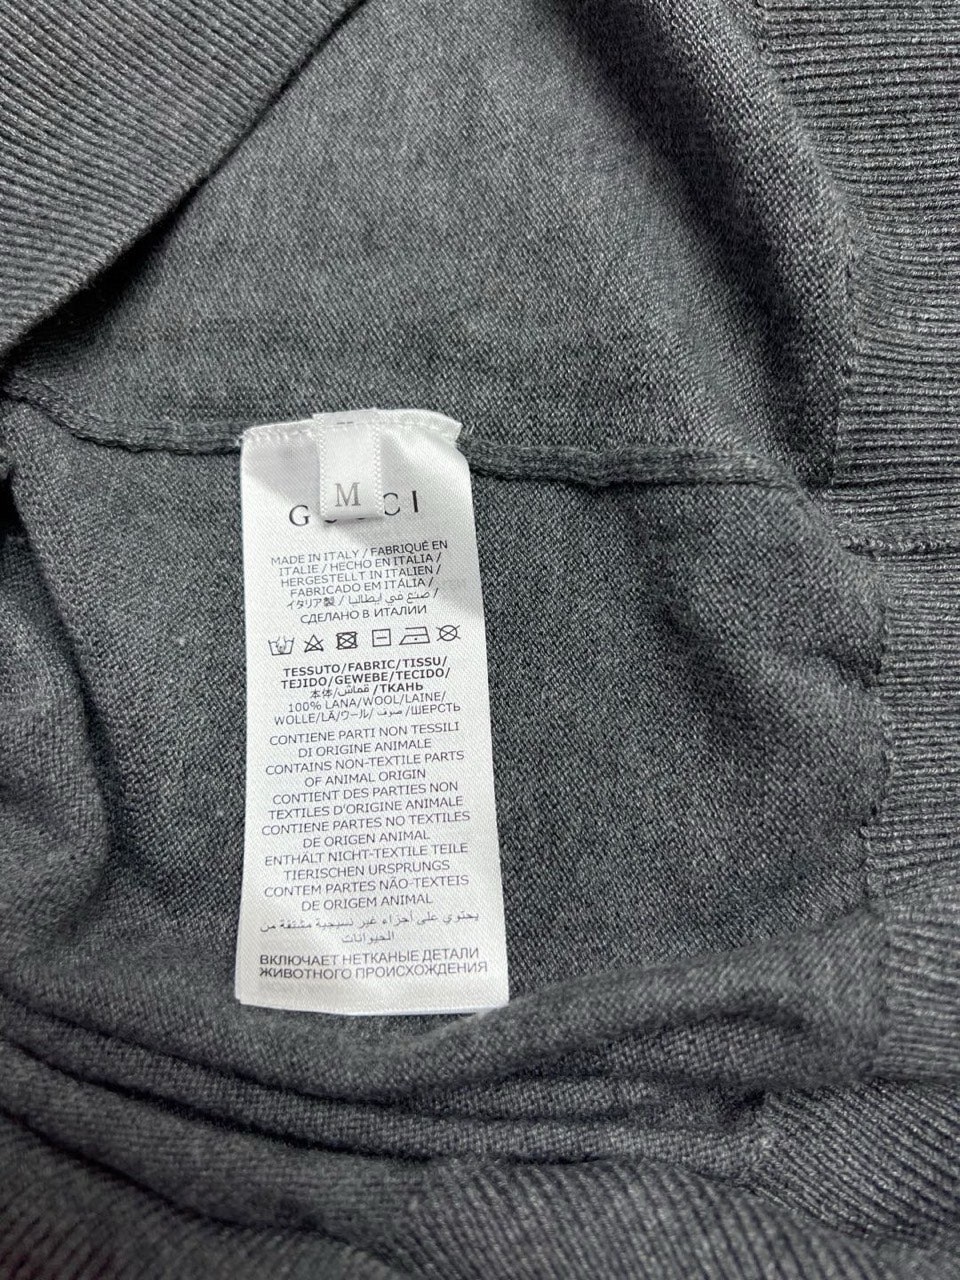 M
GUCCI
MADE IN ITALY / FABRIQUÉ EN
ITALIE / HECHO EN ITALIA /
HERGESTELLT IN ITALIEN /
FABRICADO EM ITÁLIA /
イタリア製 / صنع في ايطاليا /
СДЕЛАНО В ИТАЛИИ
TESSUTO/FABRIC/TISSU/
TEJIDO/GEWEBE/TECIDO/
本体/قماش /ТКАНЬ
100% LANA/WOOL/LAINE/
WOLLE/LÃ/ウール/ صوف /ШЕРСТЬ
CONTIENE PARTI NON TESSILI
DI ORIGINE ANIMALE
CONTAINS NON-TEXTILE PARTS
OF ANIMAL ORIGIN
CONTIENT DES PARTIES NON
TEXTILES D'ORIGINE ANIMALE
CONTIENE PARTES NO TEXTILES
DE ORIGEN ANIMAL
ENTHÄLT NICHT-TEXTILE TEILE
TIERISCHEN URSPRUNGS
CONTEM PARTES NÃO-TEXTEIS
DE ORIGEM ANIMAL
يحتوي على أجزاء غير نسيجية مشتقة من
الحيوانات
ВКЛЮЧАЕТ НЕТКАНЫЕ ДЕТАЛИ
ЖИВОТНОГО ПРОИСХОЖДЕНИЯ